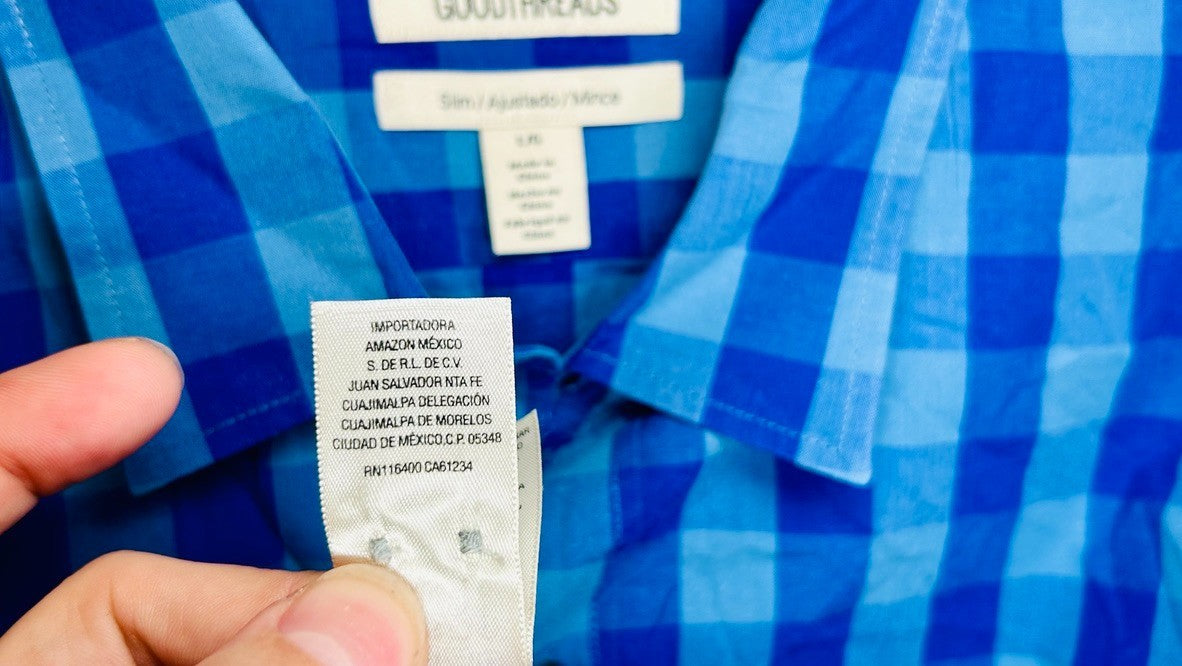 GOODTHREADS
Slim / Ajustado / Mince
IMPORTADORA
AMAZON MÉXICO
S. DE R.L. DE C.V.
JUAN SALVADOR NTA FE
CUAJIMALPA DELEGACIÓN
CUAJIMALPA DE MORELOS
CIUDAD DE MÉXICO,C.P. 05348
RN116400 CA61234